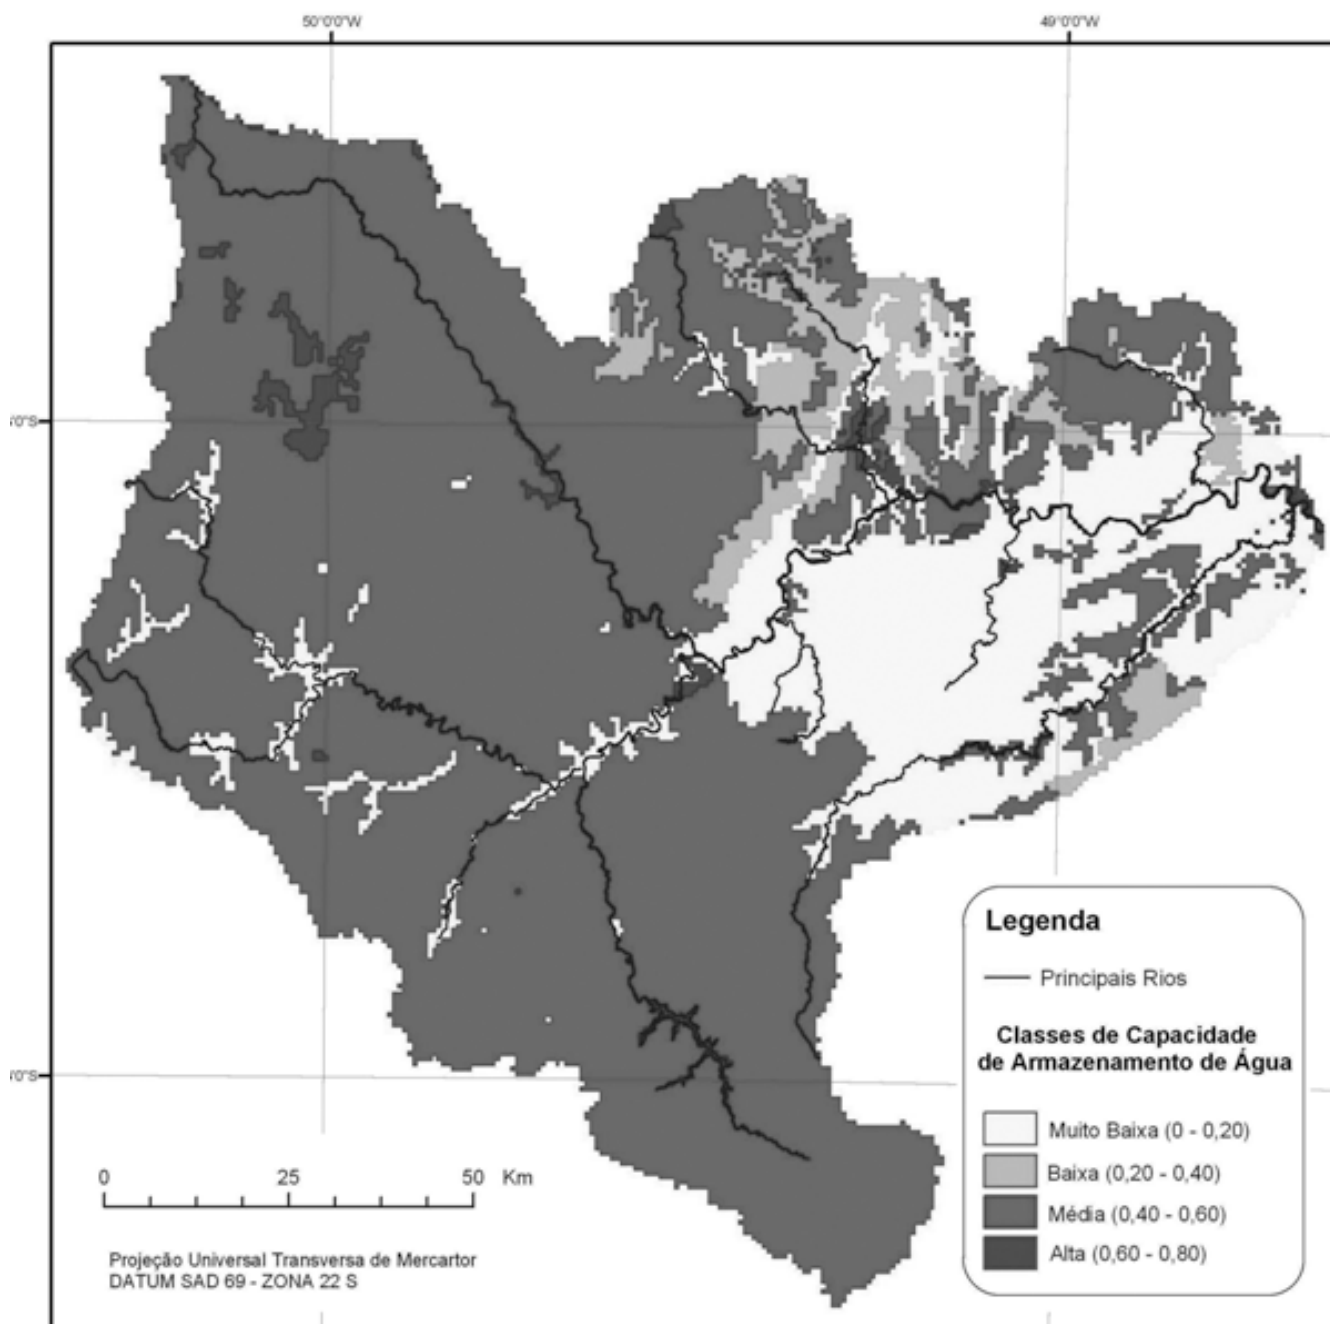 50°0'0"W
49°0'0"W
'0"S
'0"S
Legenda
Principais Rios
Classes de Capacidade
de Armazenamento de Água
Muito Baixa (0 - 0,20)
Baixa (0,20 - 0,40)
Média (0,40 - 0,60)
Alta (0,60 - 0,80)
0 25 50 Km
Projeção Universal Transversa de Mercartor
DATUM SAD 69 - ZONA 22 S